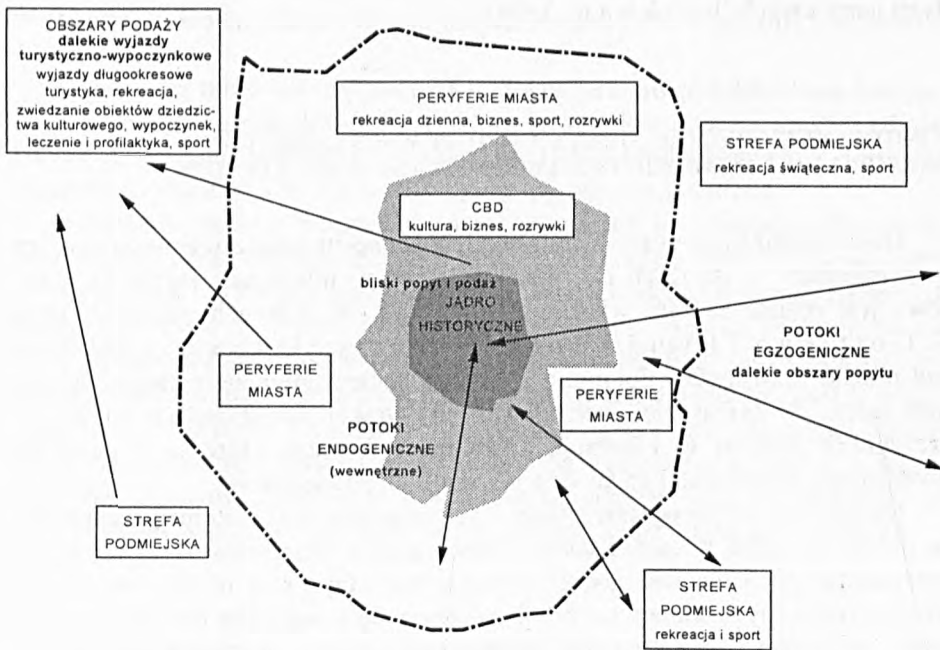 OBSZARY PODAŻY
dalekie wyjazdy
turystyczno-wypoczynkowe
wyjazdy długookresowe
turystyka, rekreacja,
zwiedzanie obiektów dziedzic-
twa kulturowego, wypoczynek,
leczenie i profilaktyka, sport
PERYFERIE MIASTA
rekreacja dzienna, biznes, sport, rozrywki
STREFA PODMIEJSKA
rekreacja świąteczna, sport
CBD
kultura, biznes, rozrywki
bliski popyt i podaż
JĄDRO
HISTORYCZNE
POTOKI
EGZOGENICZNE
dalekie obszary popytu
PERYFERIE
MIASTA
PERYFERIE
MIASTA
POTOKI
ENDOGENICZNE
(wewnętrzne)
STREFA
PODMIEJSKA
STREFA
PODMIEJSKA
rekreacja i sport